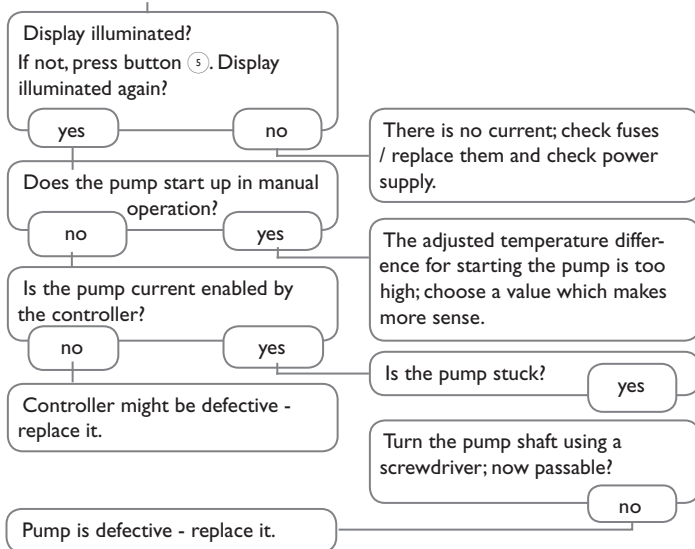 Display illuminated?
If not, press button 5. Display
illuminated again?
yes
no
There is no current; check fuses
/ replace them and check power
supply.
Does the pump start up in manual
operation?
no
yes
The adjusted temperature differ-
ence for starting the pump is too
high; choose a value which makes
more sense.
Is the pump current enabled by
the controller?
no
yes
Is the pump stuck?
yes
Controller might be defective -
replace it.
Turn the pump shaft using a
screwdriver; now passable?
no
Pump is defective - replace it.